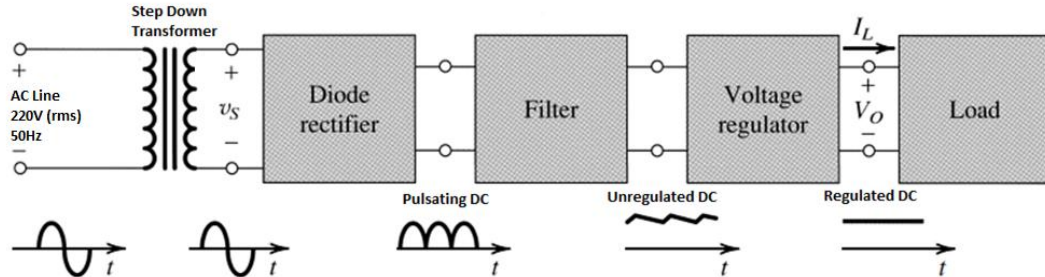 Step Down
Transformer
+
AC Line
220V (rms)
50Hz
−
+
v_S
−
Diode
rectifier
Filter
Voltage
regulator
I_L
+
V_O
−
Load
Pulsating DC
Unregulated DC
Regulated DC
t
t
t
t
t